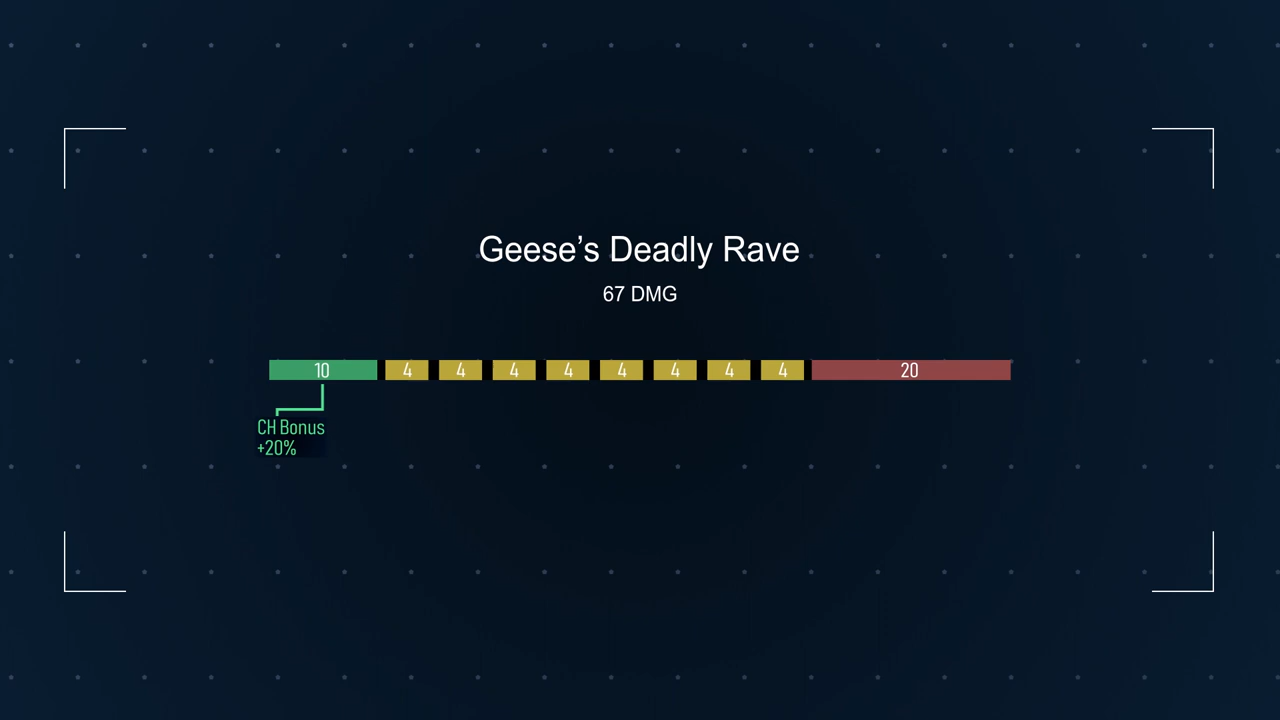 Geese’s Deadly Rave
67 DMG
10 4 4 4 4 4 4 4 4 20
CH Bonus
+20%